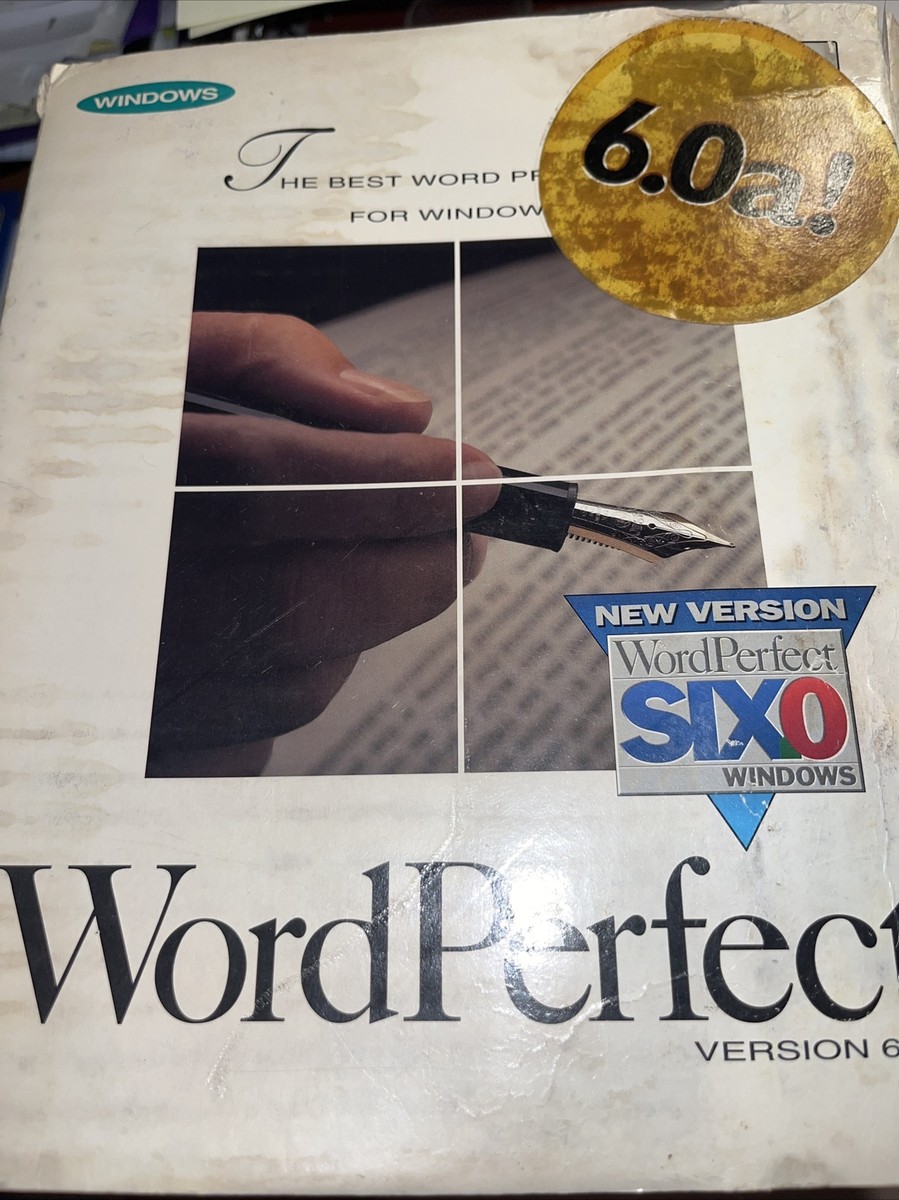 WINDOWS
6.0a!
THE BEST WORD PR
FOR WINDOW
NEW VERSION
WordPerfect
SIX.0
WINDOWS
WordPerfect
VERSION 6